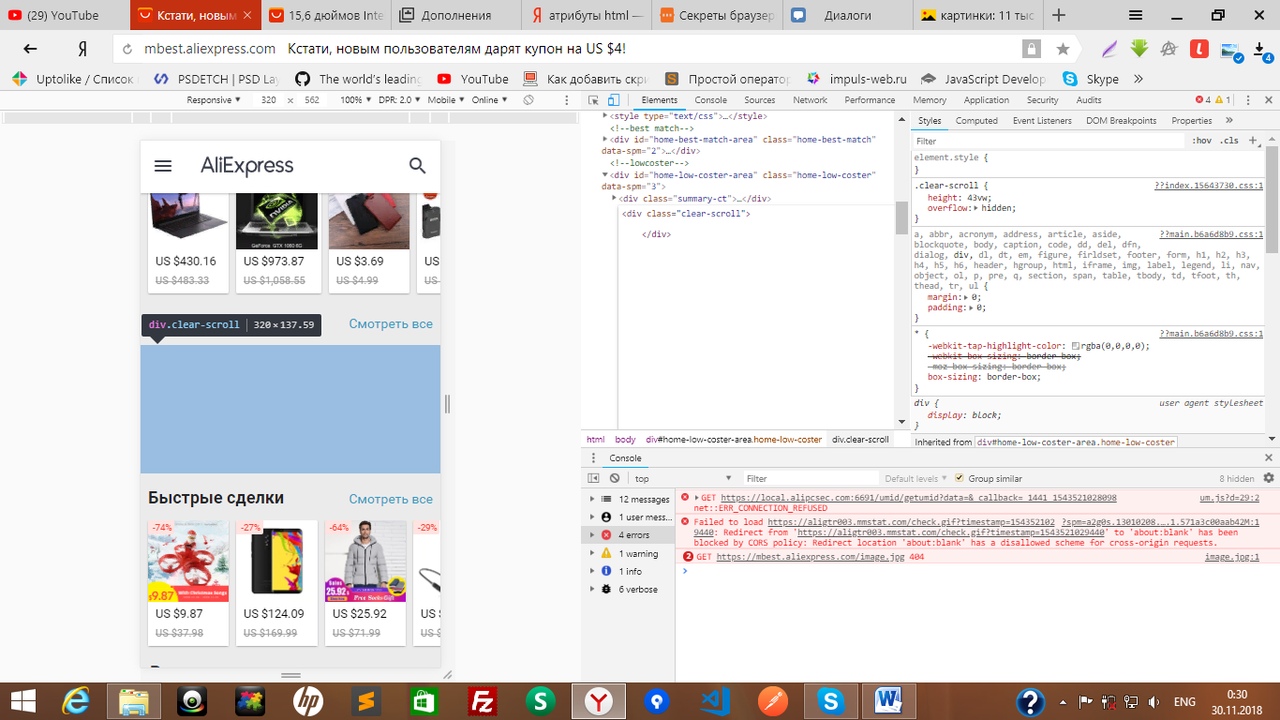 (29) YouTube
Кстати, новым
15,6 дюймов Inte
Дополнения
атрибуты html —
Секреты браузер
Диалоги
картинки: 11 тыс
mbest.aliexpress.com Кстати, новым пользователям дарят купон на US $4!
4
Uptolike / Список
PSDETCH | PSD Lay
The world's leading
YouTube
Как добавить скри
Простой оператор
impuls-web.ru
JavaScript Develop
Skype
Responsive ▼ 320 × 562 100% ▼ DPR: 2.0 ▼ Mobile ▼ Online ▼
AliExpress
GEFORCE GTX 1060 6G
US $430.16
US $483.33
US $973.87
US $1,058.55
US $3.69
US $4.99
Смотреть все
div.clear-scroll 320×137.59
Быстрые сделки
Смотреть все
-74%
-27%
-64%
-29%
$9.87
25.92
US $9.87
US $37.98
US $124.09
US $169.99
US $25.92
US $71.99
Elements Console Sources Network Performance Memory Application Security Audits 4 1
<style type="text/css">…</style>
<!--best match-->
<div id="home-best-match-area" class="home-best-match"
data-spm="2">…</div>
<!--lowcoster-->
<div id="home-low-coster-area" class="home-low-coster"
data-spm="3">
<div class="summary-ct">…</div>
<div class="clear-scroll">
</div>
html body div#home-low-coster-area.home-low-coster div.clear-scroll
Styles Computed Event Listeners DOM Breakpoints Properties »
Filter :hov .cls +
element.style {
}
.clear-scroll { ??index.15643730.css:1
height: 43vw;
overflow: hidden;
}
a, abbr, acronym, address, article, aside, ??main.b6a6d8b9.css:1
blockquote, body, caption, code, dd, del, dfn,
dialog, div, dl, dt, em, figure, firldset, footer, form, h1, h2, h3,
h4, h5, h6, header, hgroup, html, iframe, img, label, legend, li, nav,
object, ol, p, pre, q, section, span, table, tbody, td, tfoot, th,
thead, tr, ul {
margin: 0;
padding: 0;
}
* { ??main.b6a6d8b9.css:1
-webkit-tap-highlight-color: rgba(0,0,0,0);
-webkit-box-sizing: border-box;
-moz-box-sizing: border-box;
box-sizing: border-box;
}
div { user agent stylesheet
display: block;
}
Inherited from div#home-low-coster-area.home-low-coster
Console
top ▼ Filter Default levels ▼ Group similar 8 hidden
12 messages
1 user mess...
4 errors
1 warning
1 info
6 verbose
GET https://local.alipcsec.com:6691/umid/getumid?data=&_callback=_1441_1543521028098 um.js?d=29:2
net::ERR_CONNECTION_REFUSED
Failed to load https://aligtr003.mmstat.com/check.gif?timestamp=154352102 ?spm=a2g0s.13010208.…1.571a3c00aab42M:1
9440: Redirect from 'https://aligtr003.mmstat.com/check.gif?timestamp=1543521029440' to 'about:blank' has been
blocked by CORS policy: Redirect location 'about:blank' has a disallowed scheme for cross-origin requests.
2 GET https://mbest.aliexpress.com/image.jpg 404 image.jpg:1
ENG
0:30
30.11.2018